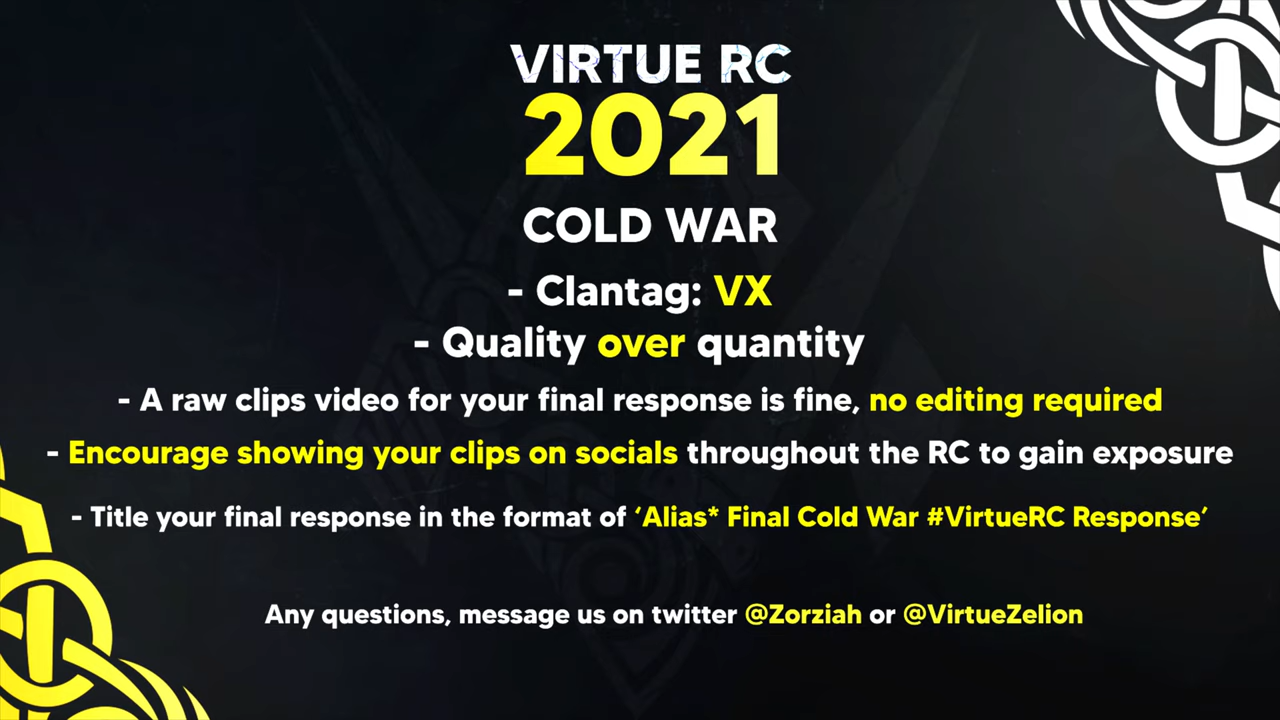 VIRTUE RC
2021
COLD WAR
- Clantag: VX
- Quality over quantity
- A raw clips video for your final response is fine, no editing required
- Encourage showing your clips on socials throughout the RC to gain exposure
- Title your final response in the format of ‘Alias* Final Cold War #VirtueRC Response’
Any questions, message us on twitter @Zorziah or @VirtueZelion